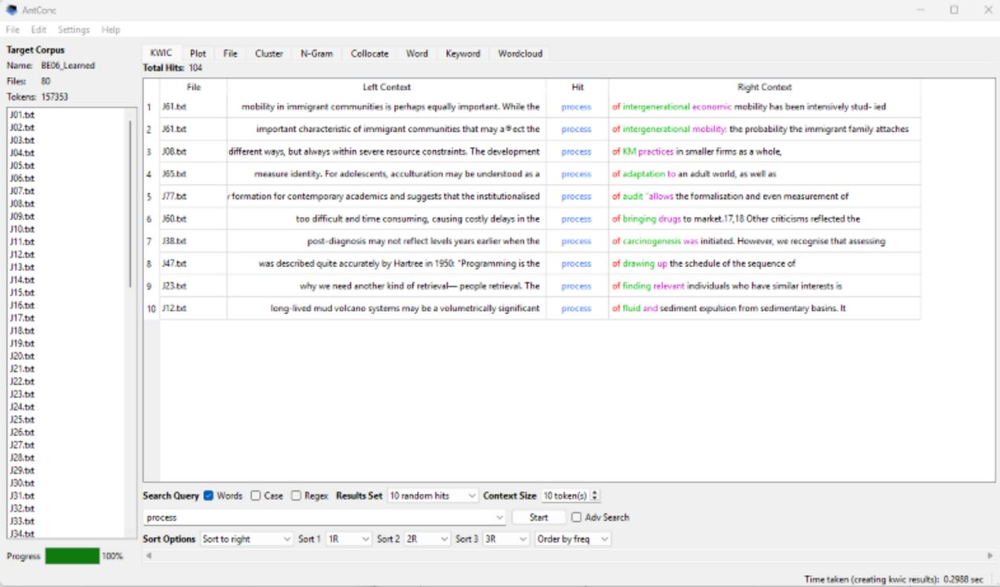 AntConc
File Edit Settings Help
Target Corpus
Name: BE06_Learned
Files: 80
Tokens: 157353
J01.txt
J02.txt
J03.txt
J04.txt
J05.txt
J06.txt
J07.txt
J08.txt
J09.txt
J10.txt
J11.txt
J12.txt
J13.txt
J14.txt
J15.txt
J16.txt
J17.txt
J18.txt
J19.txt
J20.txt
J21.txt
J22.txt
J23.txt
J24.txt
J25.txt
J26.txt
J27.txt
J28.txt
J29.txt
J30.txt
J31.txt
J32.txt
J33.txt
J34.txt
Progress 100%
KWIC Plot File Cluster N-Gram Collocate Word Keyword Wordcloud
Total Hits: 104
File Left Context Hit Right Context
1 J61.txt mobility in immigrant communities is perhaps equally important. While the process of intergenerational economic mobility has been intensively stud- ied
2 J61.txt important characteristic of immigrant communities that may a®ect the process of intergenerational mobility: the probability the immigrant family attaches
3 J08.txt different ways, but always within severe resource constraints. The development process of KM practices in smaller firms as a whole,
4 J65.txt measure identity. For adolescents, acculturation may be understood as a process of adaptation to an adult world, as well as
5 J77.txt formation for contemporary academics and suggests that the institutionalised process of audit "allows the formalisation and even measurement of
6 J60.txt too difficult and time consuming, causing costly delays in the process of bringing drugs to market.17,18 Other criticisms reflected the
7 J38.txt post-diagnosis may not reflect levels years earlier when the process of carcinogenesis was initiated. However, we recognise that assessing
8 J47.txt was described quite accurately by Hartree in 1950: "Programming is the process of drawing up the schedule of the sequence of
9 J23.txt why we need another kind of retrieval— people retrieval. The process of finding relevant individuals who have similar interests is
10 J12.txt long-lived mud volcano systems may be a volumetrically significant process of fluid and sediment expulsion from sedimentary basins. It
Search Query Words Case Regex Results Set 10 random hits Context Size 10 token(s)
process Start Adv Search
Sort Options Sort to right Sort 1 1R Sort 2 2R Sort 3 3R Order by freq
Time taken (creating kwic results): 0.2988 sec